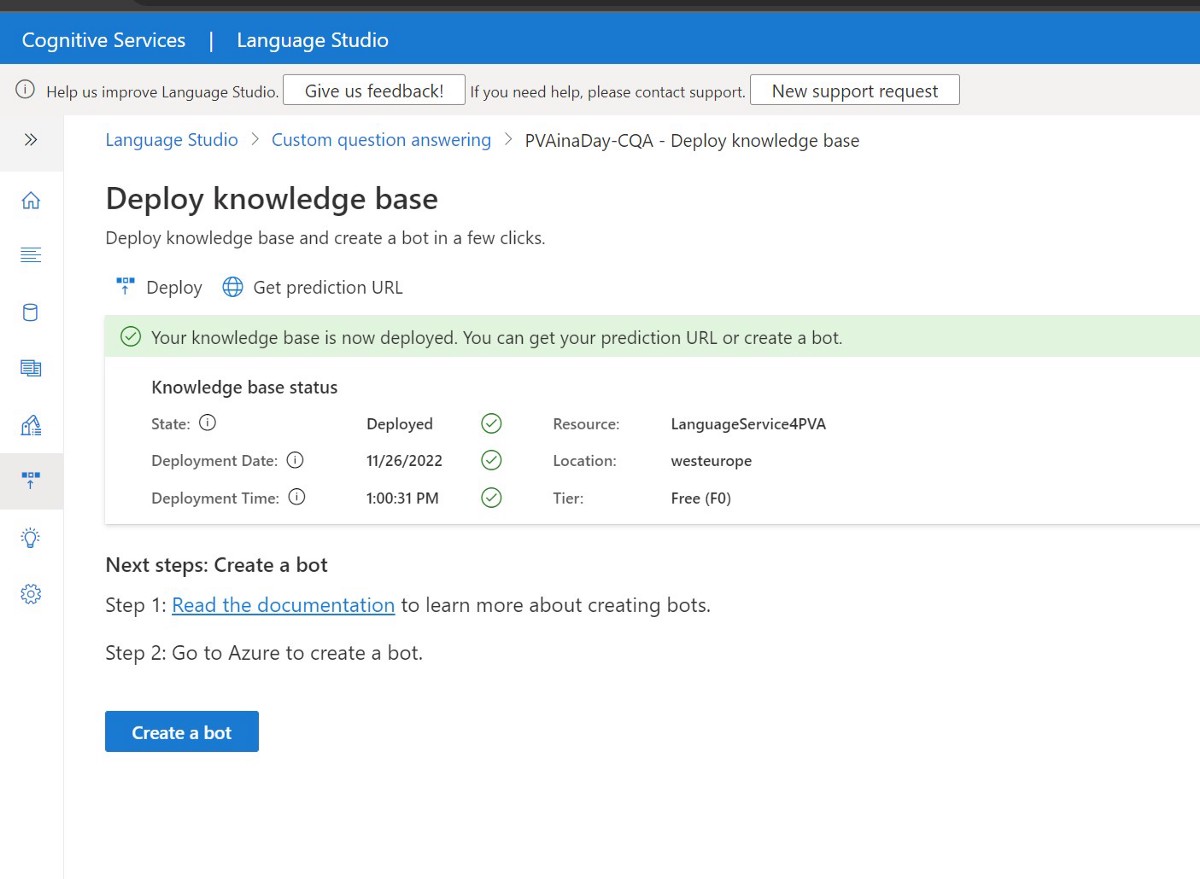 Cognitive Services | Language Studio
Help us improve Language Studio. Give us feedback! If you need help, please contact support. New support request
Language Studio > Custom question answering > PVAinaDay-CQA - Deploy knowledge base
Deploy knowledge base
Deploy knowledge base and create a bot in a few clicks.
Deploy Get prediction URL
Your knowledge base is now deployed. You can get your prediction URL or create a bot.
Knowledge base status
State: Deployed Resource: LanguageService4PVA
Deployment Date: 11/26/2022 Location: westeurope
Deployment Time: 1:00:31 PM Tier: Free (F0)
Next steps: Create a bot
Step 1: Read the documentation to learn more about creating bots.
Step 2: Go to Azure to create a bot.
Create a bot